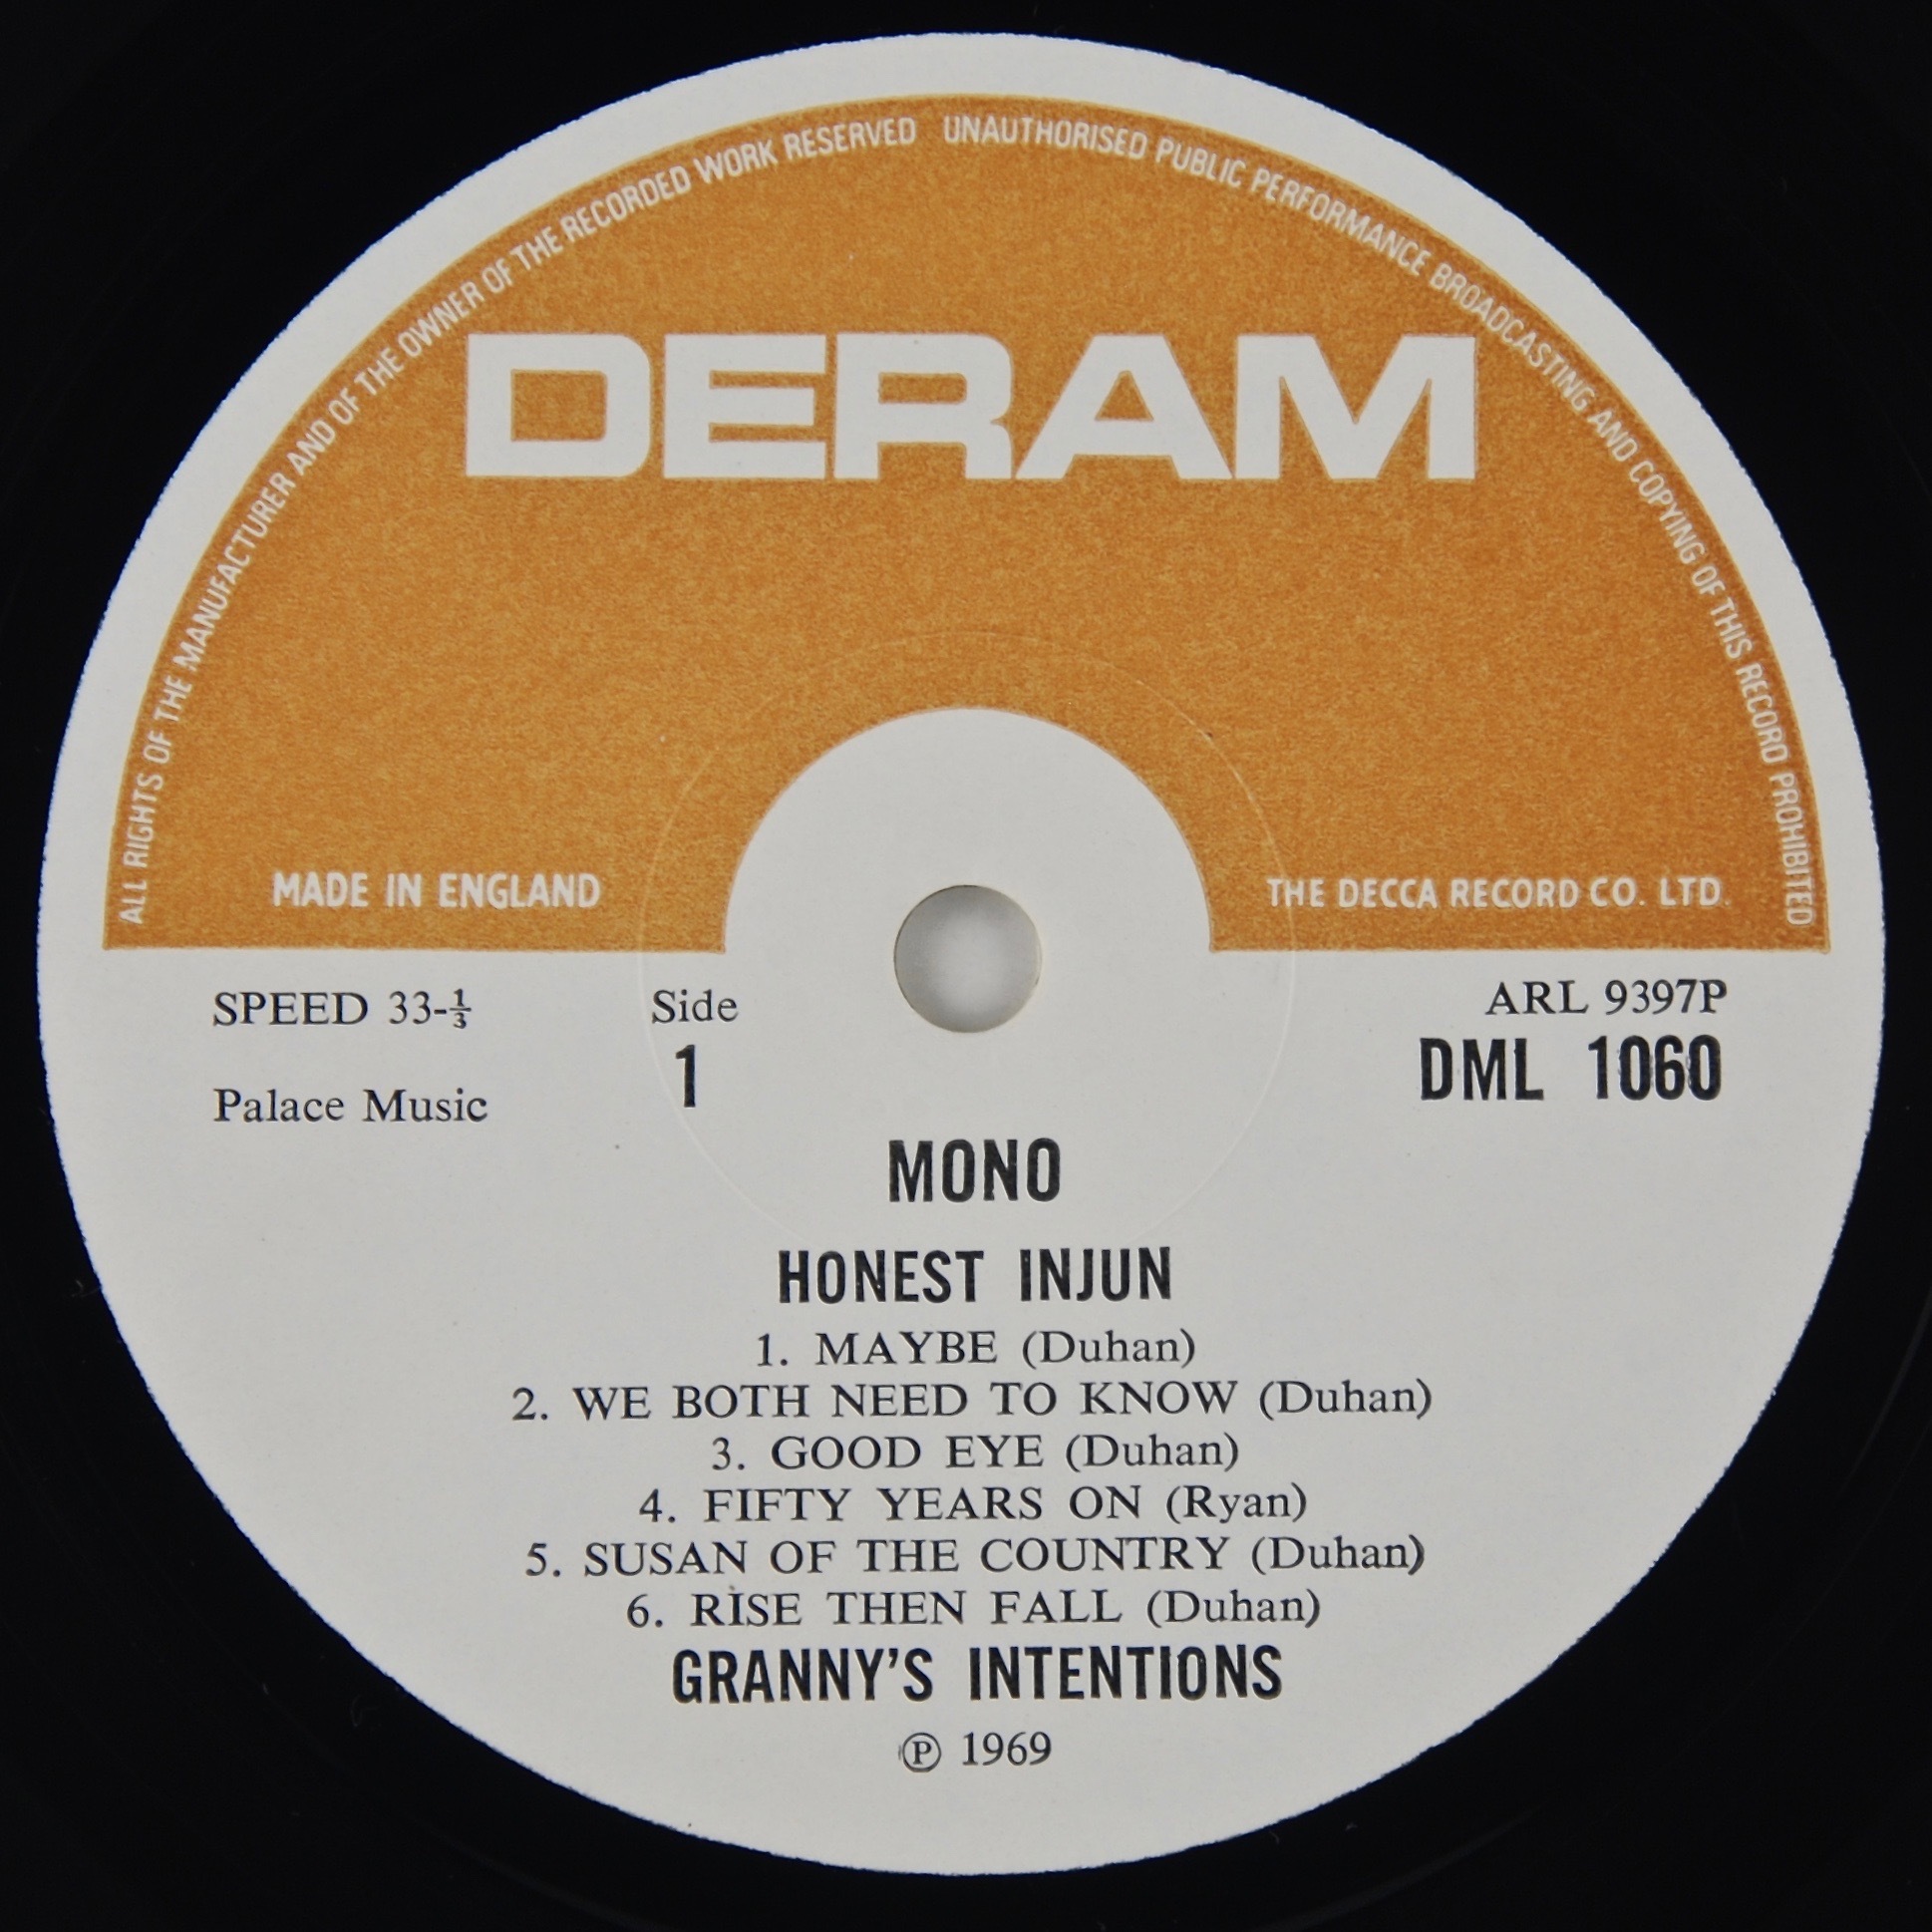 ALL RIGHTS OF THE MANUFACTURER AND OF THE OWNER OF THE RECORDED WORK RESERVED UNAUTHORISED PUBLIC PERFORMANCE BROADCASTING AND COPYING OF THIS RECORD PROHIBITED
DERAM
MADE IN ENGLAND
THE DECCA RECORD CO. LTD.
SPEED 33-⅓
Side
1
ARL 9397P
DML 1060
Palace Music
MONO
HONEST INJUN
1. MAYBE (Duhan)
2. WE BOTH NEED TO KNOW (Duhan)
3. GOOD EYE (Duhan)
4. FIFTY YEARS ON (Ryan)
5. SUSAN OF THE COUNTRY (Duhan)
6. RISE THEN FALL (Duhan)
GRANNY'S INTENTIONS
℗ 1969